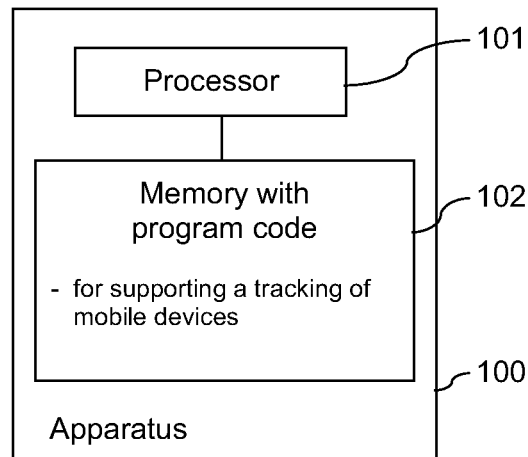 101
Processor
102
Memory with
program code
- for supporting a tracking of
mobile devices
100
Apparatus